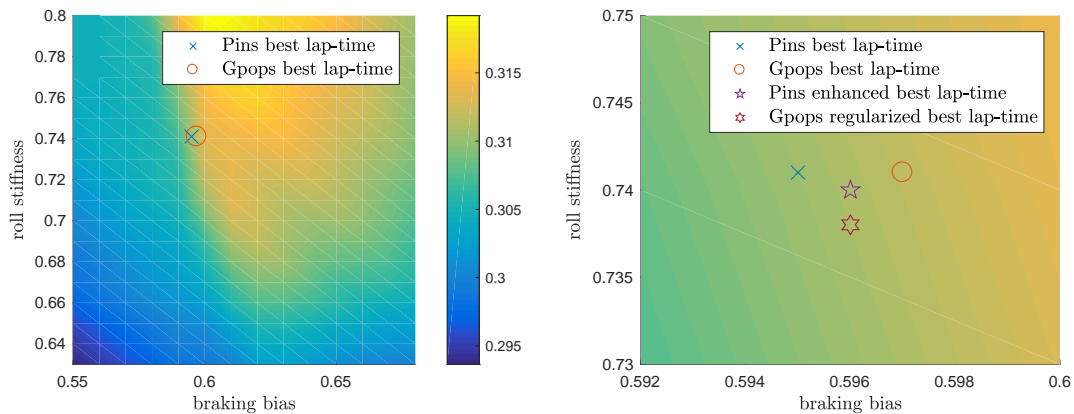 0.8
0.78
0.76
0.74
0.72
0.7
0.68
0.66
0.64
roll stiffness
0.55
0.6
0.65
braking bias
Pins best lap-time
Gpops best lap-time
0.315
0.31
0.305
0.3
0.295
0.75
0.745
0.74
0.735
0.73
roll stiffness
0.592
0.594
0.596
0.598
0.6
braking bias
Pins best lap-time
Gpops best lap-time
Pins enhanced best lap-time
Gpops regularized best lap-time